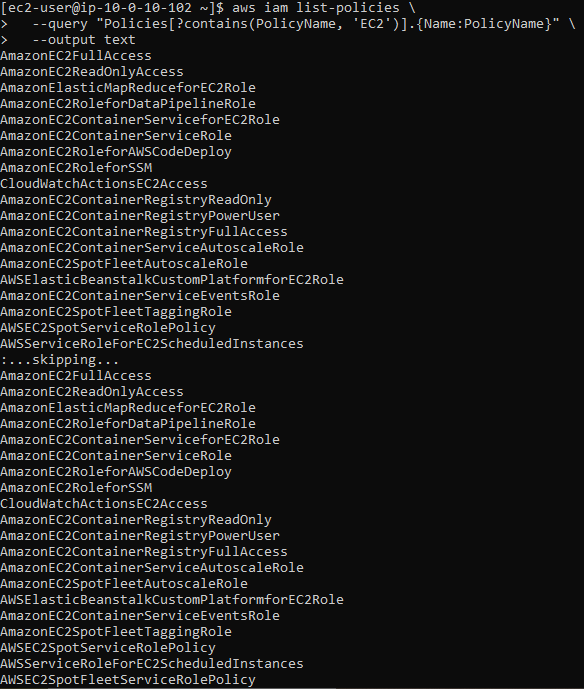 [ec2-user@ip-10-0-10-102 ~]$ aws iam list-policies \
>   --query "Policies[?contains(PolicyName, 'EC2')].{Name:PolicyName}" \
>   --output text
AmazonEC2FullAccess
AmazonEC2ReadOnlyAccess
AmazonElasticMapReduceforEC2Role
AmazonEC2RoleforDataPipelineRole
AmazonEC2ContainerServiceforEC2Role
AmazonEC2ContainerServiceRole
AmazonEC2RoleforAWSCodeDeploy
AmazonEC2RoleforSSM
CloudWatchActionsEC2Access
AmazonEC2ContainerRegistryReadOnly
AmazonEC2ContainerRegistryPowerUser
AmazonEC2ContainerRegistryFullAccess
AmazonEC2ContainerServiceAutoscaleRole
AmazonEC2SpotFleetAutoscaleRole
AWSElasticBeanstalkCustomPlatformforEC2Role
AmazonEC2ContainerServiceEventsRole
AmazonEC2SpotFleetTaggingRole
AWSEC2SpotServiceRolePolicy
AWSServiceRoleForEC2ScheduledInstances
:...skipping...
AmazonEC2FullAccess
AmazonEC2ReadOnlyAccess
AmazonElasticMapReduceforEC2Role
AmazonEC2RoleforDataPipelineRole
AmazonEC2ContainerServiceforEC2Role
AmazonEC2ContainerServiceRole
AmazonEC2RoleforAWSCodeDeploy
AmazonEC2RoleforSSM
CloudWatchActionsEC2Access
AmazonEC2ContainerRegistryReadOnly
AmazonEC2ContainerRegistryPowerUser
AmazonEC2ContainerRegistryFullAccess
AmazonEC2ContainerServiceAutoscaleRole
AmazonEC2SpotFleetAutoscaleRole
AWSElasticBeanstalkCustomPlatformforEC2Role
AmazonEC2ContainerServiceEventsRole
AmazonEC2SpotFleetTaggingRole
AWSEC2SpotServiceRolePolicy
AWSServiceRoleForEC2ScheduledInstances
AWSEC2SpotFleetServiceRolePolicy